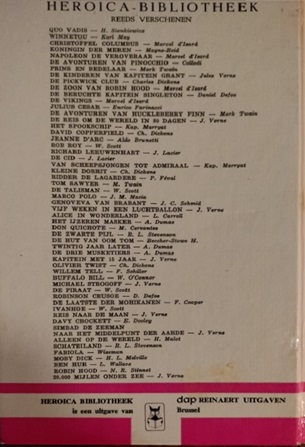 HEROICA-BIBLIOTHEEK
REEDS VERSCHENEN
QUO VADIS — H. Sienkiewicz
WINNETOU — Karl May
CHRISTOFFEL COLUMBUS — Marcel d'Isard
KONINGIN DER MEREN — Mayne-Reid
NAPOLEON DE VEROVERAAR — Marcel d'Isard
DE AVONTUREN VAN PINOCCHIO — Collodi
PRINS EN BEDELAAR — Mark Twain
DE KINDEREN VAN KAPITEIN GRANT — Jules Verne
DE PICKWICK CLUB — Charles Dickens
DE ZOON VAN ROBIN HOOD — Marcel d'Isard
DE BERUCHTE KAPITEIN SINGLETON — Daniel Defoe
DE VIKINGS — Marcel d'Isard
JULIUS CESAR — Enrico Farinacci
DE AVONTUREN VAN HUCKLEBERRY FINN — Mark Twain
DE REIS OM DE WERELD IN 80 DAGEN — J. Verne
HET SPOOKSCHIP — Kap. Marryat
DAVID COPPERFIELD — Ch. Dickens
JEANNE D'ARC — Aldo Brunetti
ROB ROY — W. Scott
RICHARD LEEUWENHART — J. Lacier
DE CID — J. Lacier
VAN SCHEEPSJONGEN TOT ADMIRAAL — Kap. Marryat
KLEINE DORRIT — Ch. Dickens
RIDDER DE LAGARDERE — P. Féval
TOM SAWYER — M. Twain
DE TALISMAN — W. Scott
MARCO POLO — J. M. Maria
GENOVEVA VAN BRABANT — J. C. Schmid
VIJF WEKEN IN EEN LUCHTBALLON — J. Verne
ALICE IN WONDERLAND — L. Carroll
HET IJZEREN MASKER — A. Dumas
DON QUICHOTE — M. Cervantes
DE ZWARTE PIJL — R. L. Stevenson
DE HUT VAN OOM TOM — Beecher-Stowe H.
TWINTIG JAAR LATER — A. Dumas
DE DRIE MUSKETIERS — A. Dumas
KAPITEIN MET 15 JAAR — J. Verne
OLIVIER TWIST — Ch. Dickens
WILLEM TELL — F. Schiller
BUFFALO BILL — W. O'Connor
MICHAEL STROGOFF — J. Verne
DE PIRAAT — W. Scott
ROBINSON CRUSOE — D. Defoe
DE LAATSTE DER MOHIKANEN — F. Cooper
IVANHOE — W. Scott
REIS NAAR DE MAAN — J. Verne
DAVY CROCKETT — E. Dooley
SIMBAD DE ZEEMAN
NAAR HET MIDDELPUNT DER AARDE — J. Verne
ALLEEN OP DE WERELD — H. Malot
SCHATEILAND — R. L. Stevenson
FABIOLA — Wiseman
MOBY DICK — H. L. Melville
BEN HUR — L. Wallace
ROBIN HOOD — N. R.
20.000 MIJLEN ONDER ZEE — J. Verne
HEROICA BIBLIOTHEEK
is een uitgave van
dap REINAERT UITGAVEN
Brussel